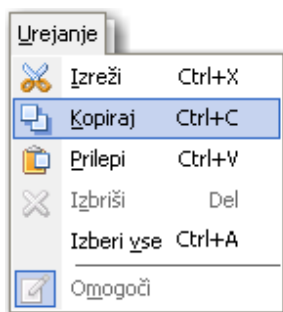 Urejanje
Izreži Ctrl+X
Kopiraj Ctrl+C
Prilepi Ctrl+V
Izbriši Del
Izberi vse Ctrl+A
Omogoči